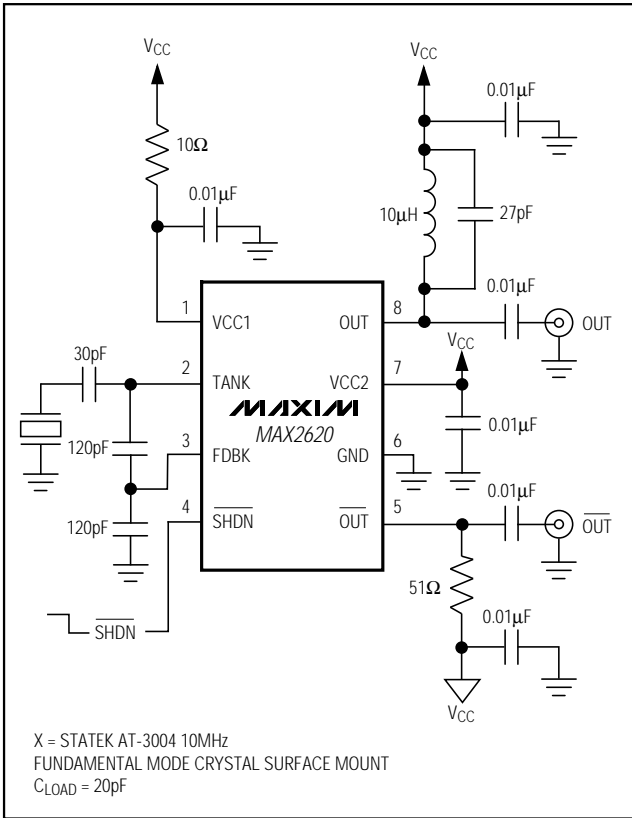 VCC
VCC
0.01μF
10Ω
0.01μF
10μH
27pF
0.01μF
1
VCC1
OUT
8
OUT
VCC
30pF
2
TANK
VCC2
7
MAXIM
MAX2620
0.01μF
120pF
3
FDBK
GND
6
0.01μF
4
SHDN
OUT
5
OUT
120pF
51Ω
0.01μF
SHDN
VCC
X = STATEK AT-3004 10MHz
FUNDAMENTAL MODE CRYSTAL SURFACE MOUNT
CLOAD = 20pF